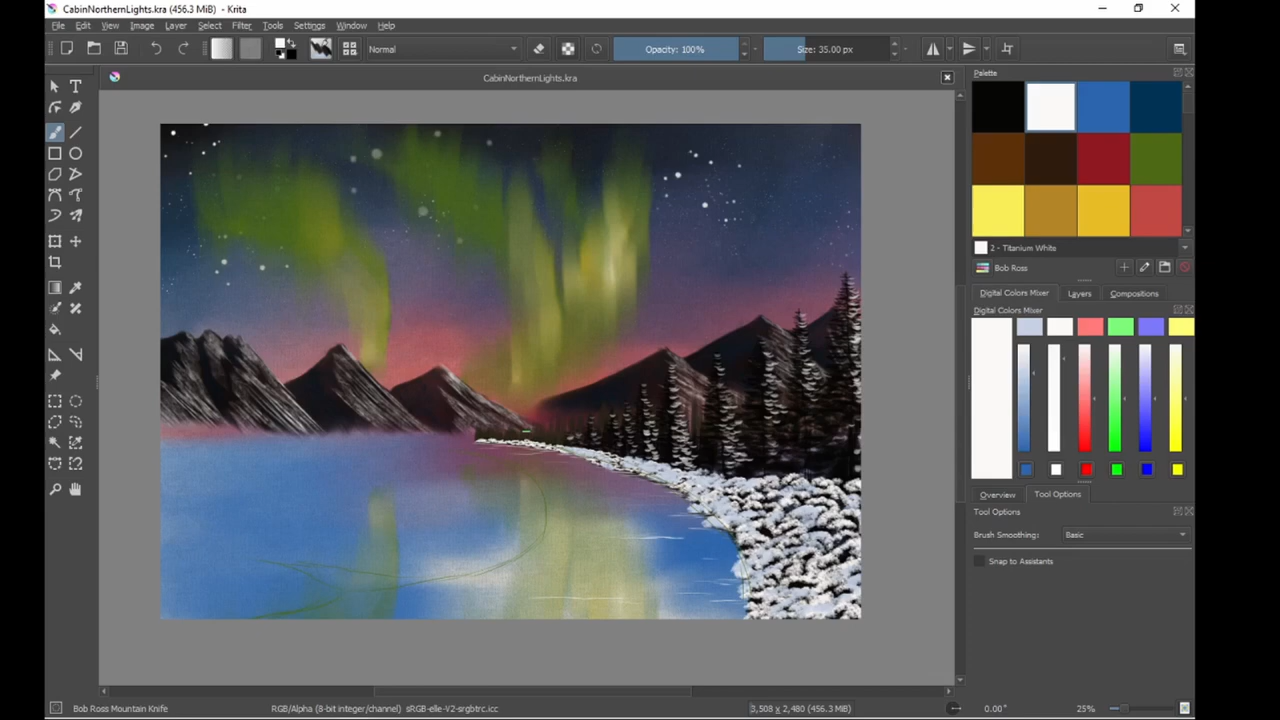 CabinNorthernLights.kra (456.3 MiB) - Krita
File Edit View Image Layer Select Filter Tools Settings Window Help
Normal Opacity: 100% Size: 35.00 px
CabinNorthernLights.kra
Palette
2 - Titanium White
Bob Ross
Digital Colors Mixer Layers Compositions
Digital Colors Mixer
Overview Tool Options
Tool Options
Brush Smoothing: Basic
Snap to Assistants
Bob Ross Mountain Knife RGB/Alpha (8-bit integer/channel) sRGB-elle-V2-srgbtrc.icc 3,508 x 2,480 (456.3 MiB) 0.00° 25%